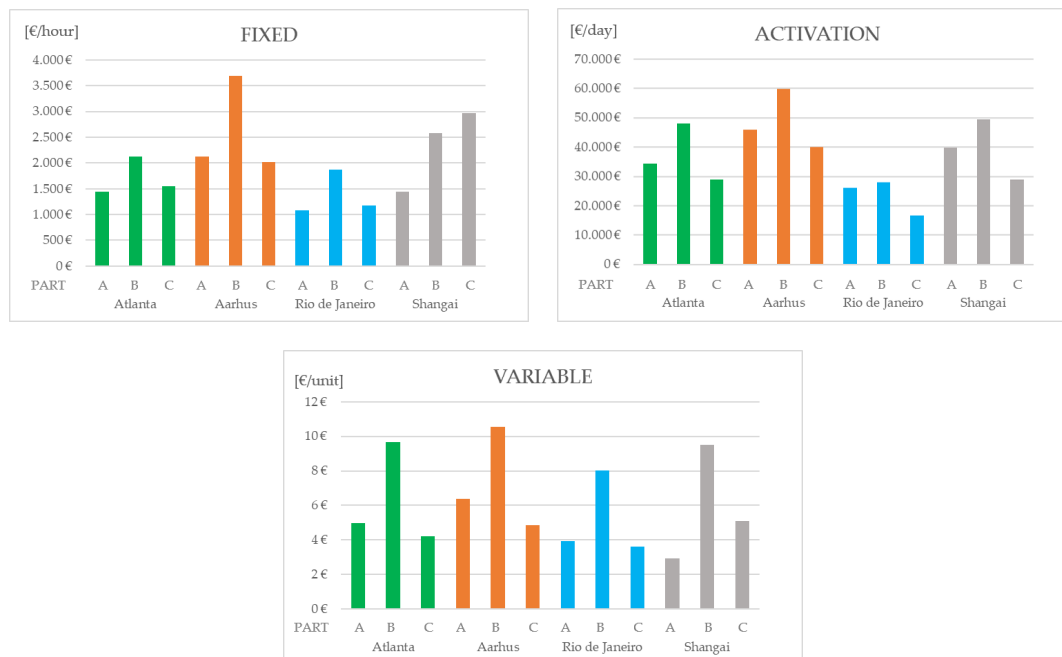 [€/hour]
FIXED
4.000 €
3.500 €
3.000 €
2.500 €
2.000 €
1.500 €
1.000 €
500 €
0 €
PART A B C A B C A B C A B C
Atlanta Aarhus Rio de Janeiro Shangai
[€/day]
ACTIVATION
70.000 €
60.000 €
50.000 €
40.000 €
30.000 €
20.000 €
10.000 €
0 €
PART A B C A B C A B C A B C
Atlanta Aarhus Rio de Janeiro Shangai
[€/unit]
VARIABLE
12 €
10 €
8 €
6 €
4 €
2 €
0 €
PART A B C A B C A B C A B C
Atlanta Aarhus Rio de Janeiro Shangai